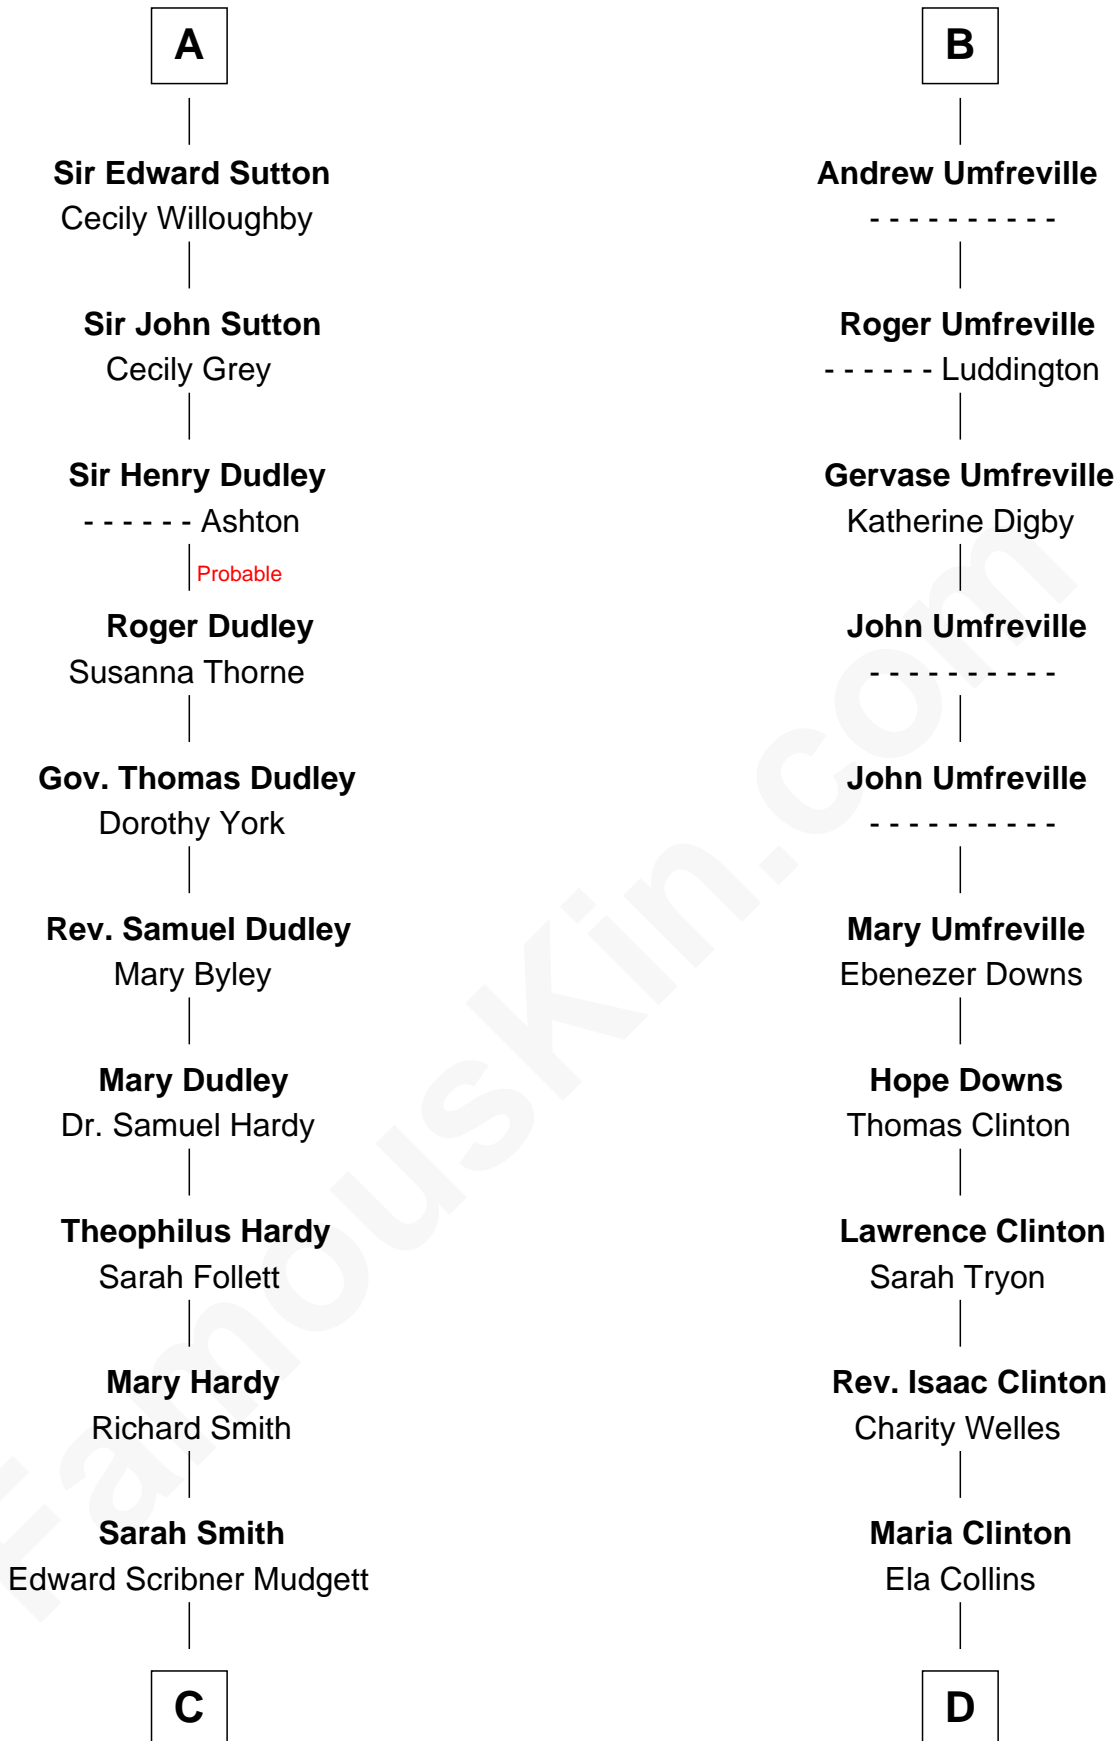 A
Sir Edward Sutton
Cecily Willoughby
Sir John Sutton
Cecily Grey
Sir Henry Dudley
- - - - - - Ashton
Probable
Roger Dudley
Susanna Thorne
Gov. Thomas Dudley
Dorothy York
Rev. Samuel Dudley
Mary Byley
Mary Dudley
Dr. Samuel Hardy
Theophilus Hardy
Sarah Follett
Mary Hardy
Richard Smith
Sarah Smith
Edward Scribner Mudgett
C
B
Andrew Umfreville
- - - - - - - - - -
Roger Umfreville
- - - - - - Luddington
Gervase Umfreville
Katherine Digby
John Umfreville
- - - - - - - - - -
John Umfreville
- - - - - - - - - -
Mary Umfreville
Ebenezer Downs
Hope Downs
Thomas Clinton
Lawrence Clinton
Sarah Tryon
Rev. Isaac Clinton
Charity Welles
Maria Clinton
Ela Collins
D
FamousKin.com